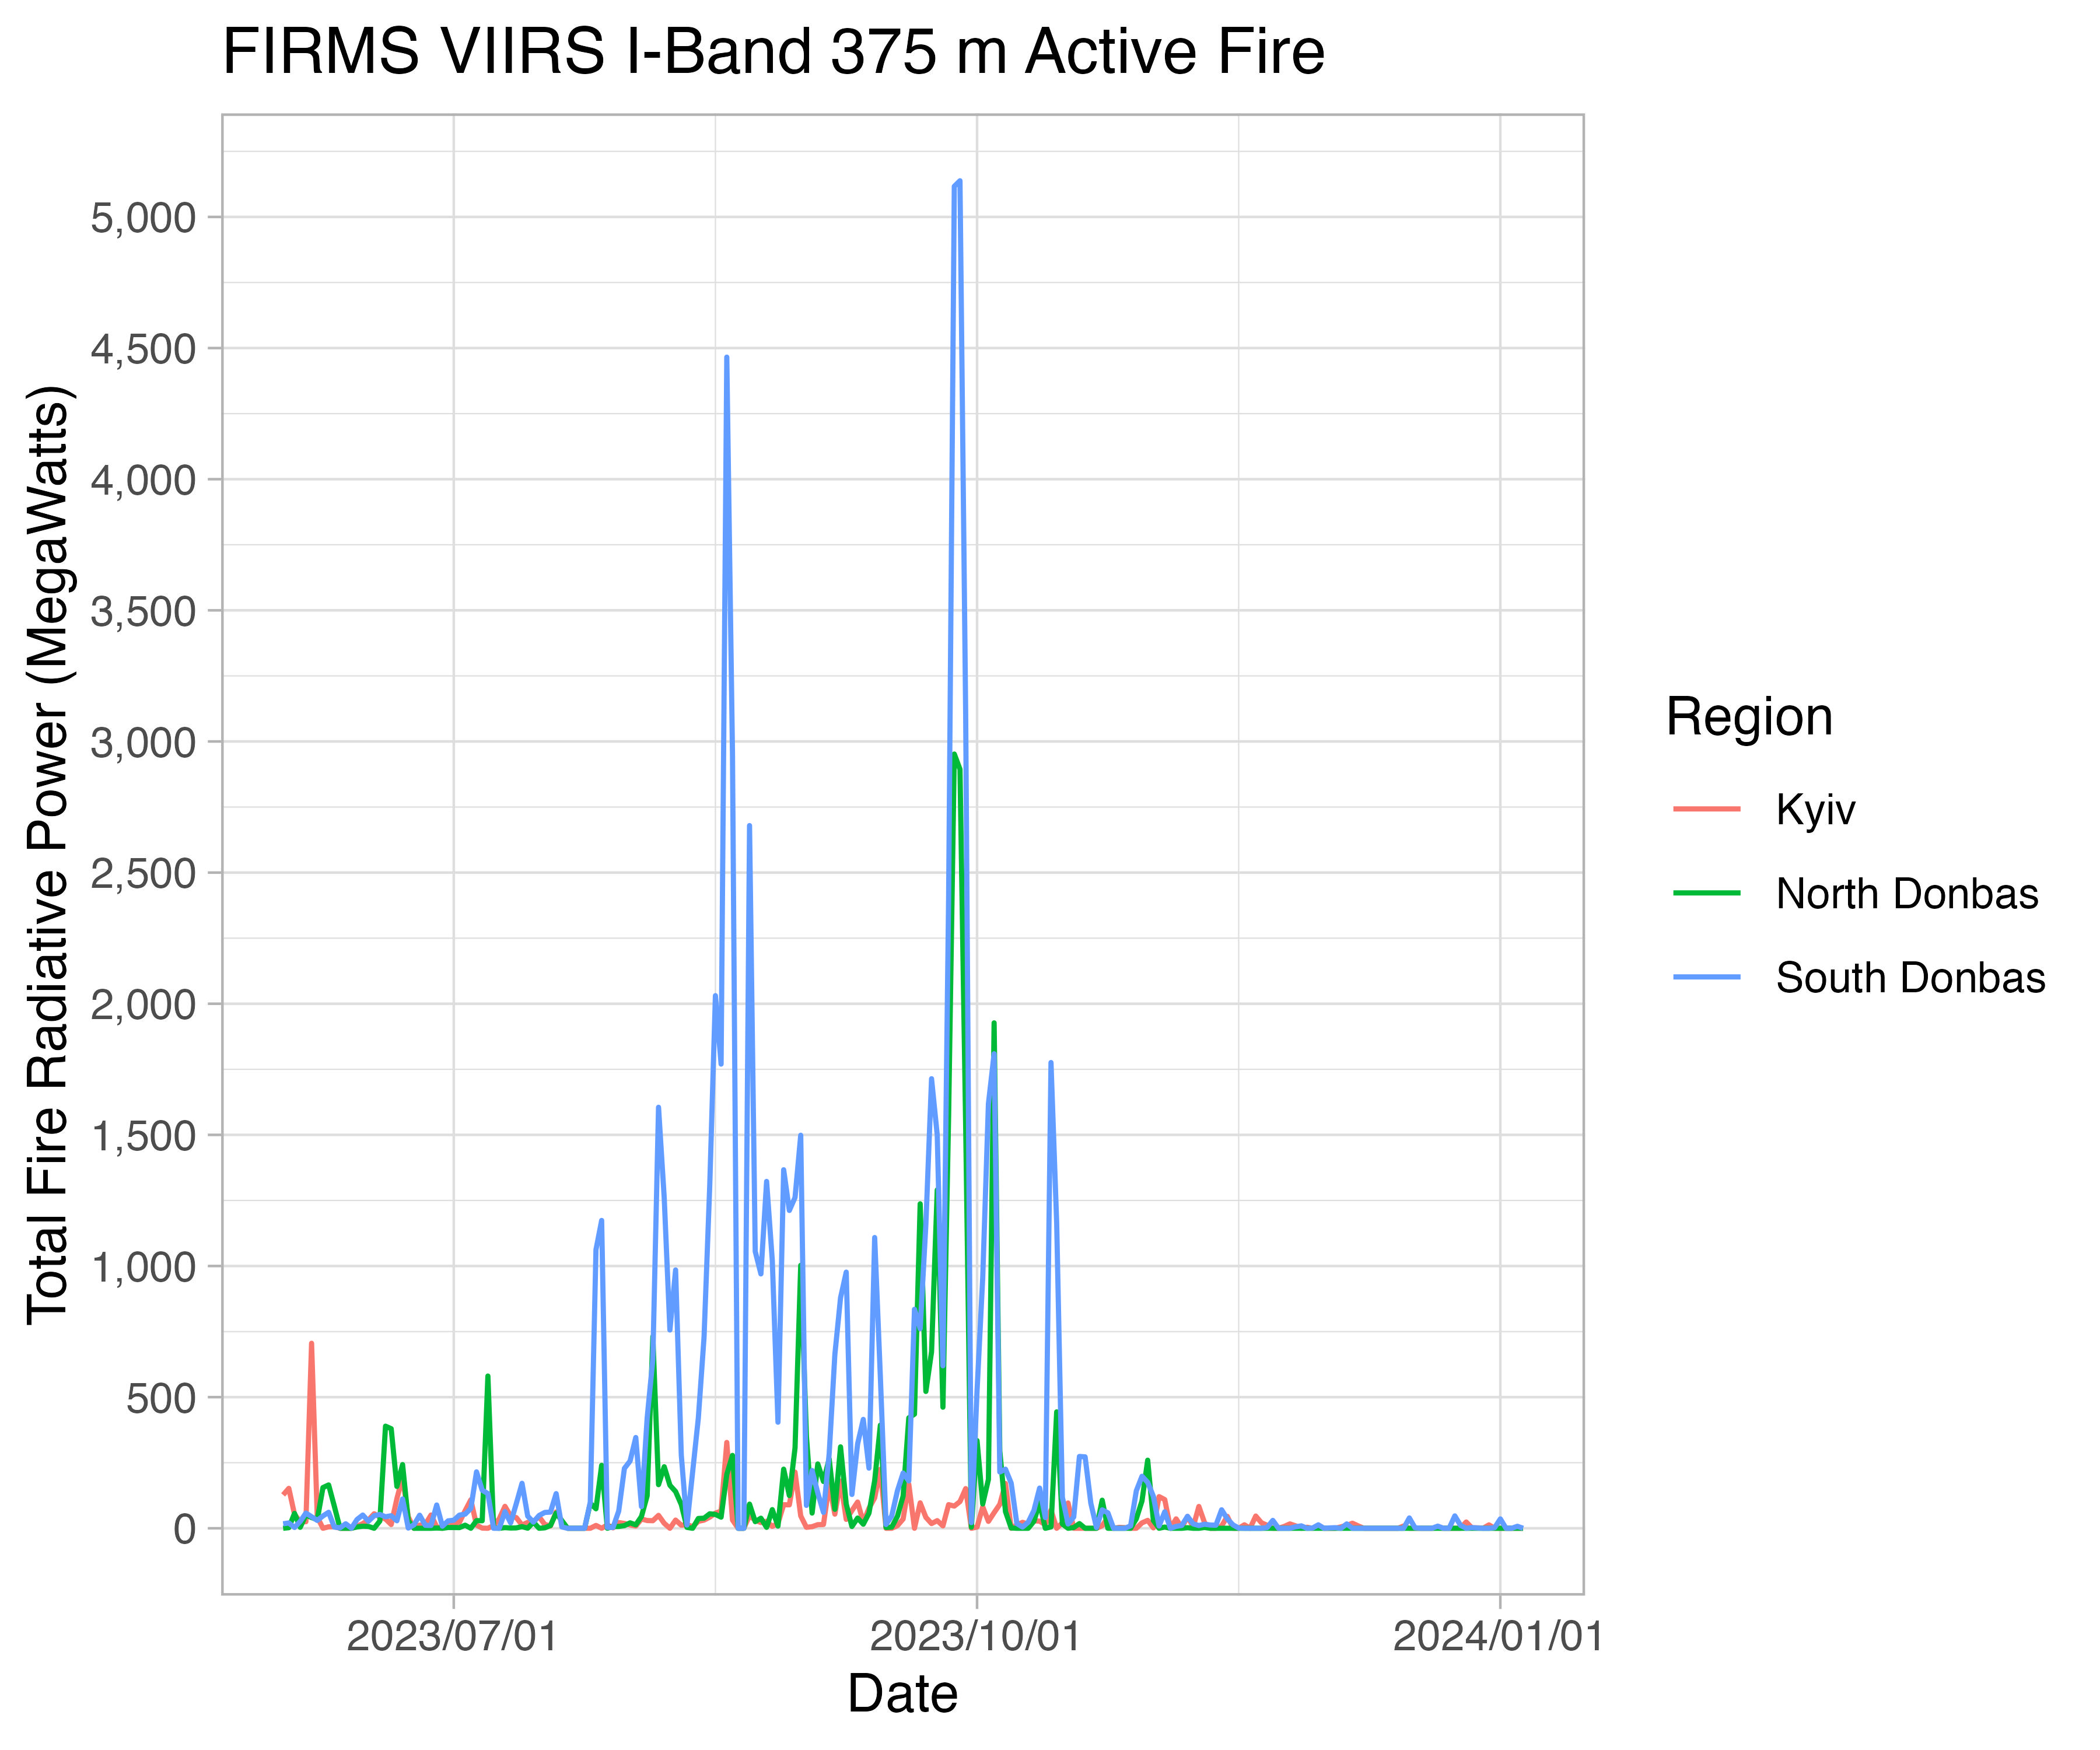 FIRMS VIIRS I-Band 375 m Active Fire
Total Fire Radiative Power (MegaWatts)
5,000
4,500
4,000
3,500
3,000
2,500
2,000
1,500
1,000
500
0
2023/07/01
2023/10/01
2024/01/01
Date
Region
Kyiv
North Donbas
South Donbas